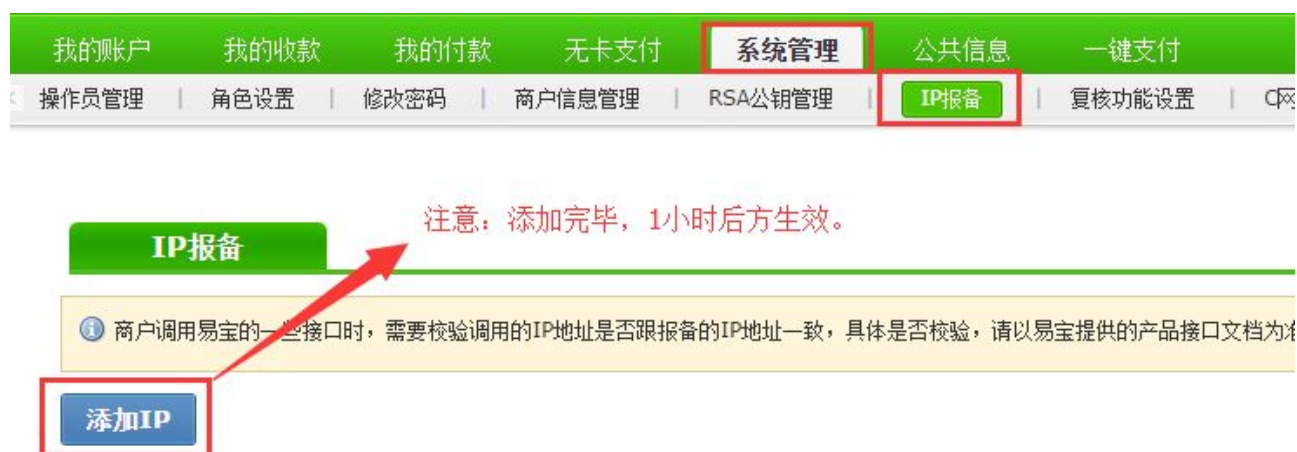 我的账户 我的收款 我的付款 无卡支付 系统管理 公共信息 一键支付
操作员管理 | 角色设置 | 修改密码 | 商户信息管理 | RSA公钥管理 | IP报备 | 复核功能设置 | C网
注意：添加完毕，1小时后方生效。
IP报备
商户调用易宝的一些接口时，需要校验调用的IP地址是否跟报备的IP地址一致，具体是否校验，请以易宝提供的产品接口文档为准
添加IP